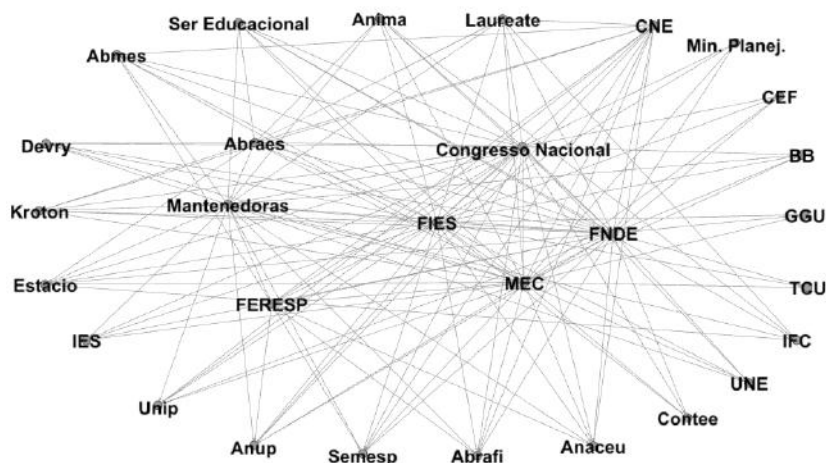 Ser Educacional
Anima
Laureate
CNE
Min. Planej.
Abmes
CEF
Devry
Abraes
Congresso Nacional
BB
Kroton
Mantenedoras
FIES
FNDE
GGU
Estacio
FERESP
MEC
TCU
IES
IFC
UNE
Unip
Contee
Anup
Semesp
Abrafi
Anaceu